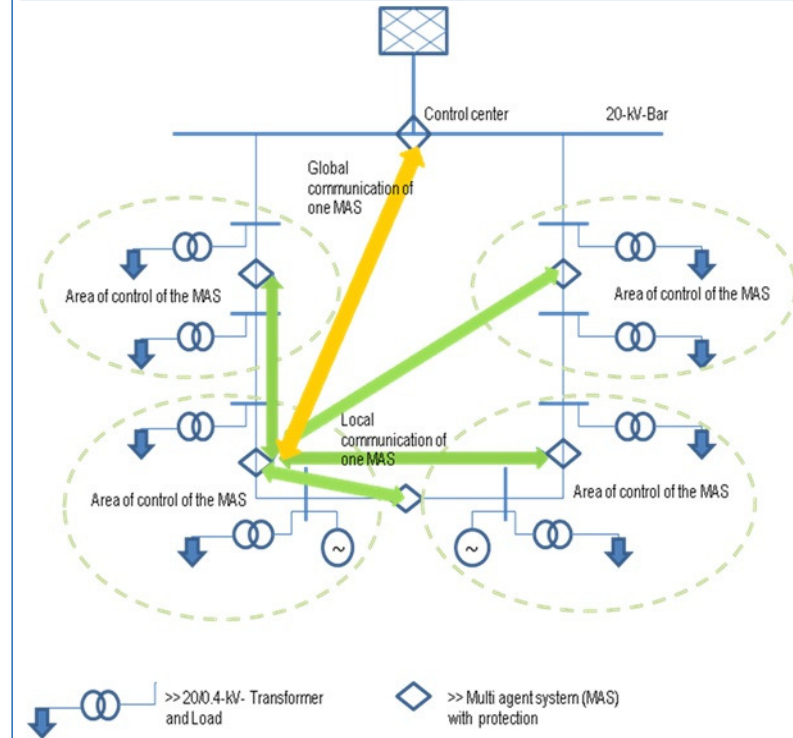 Control center
20-kV-Bar
Global
communication of
one MAS
Area of control of the MAS
Area of control of the MAS
Local
communication of
one MAS
Area of control of the MAS
Area of control of the MAS
~
~
>> 20/0.4-kV- Transformer
and Load
>> Multi agent system (MAS)
with protection